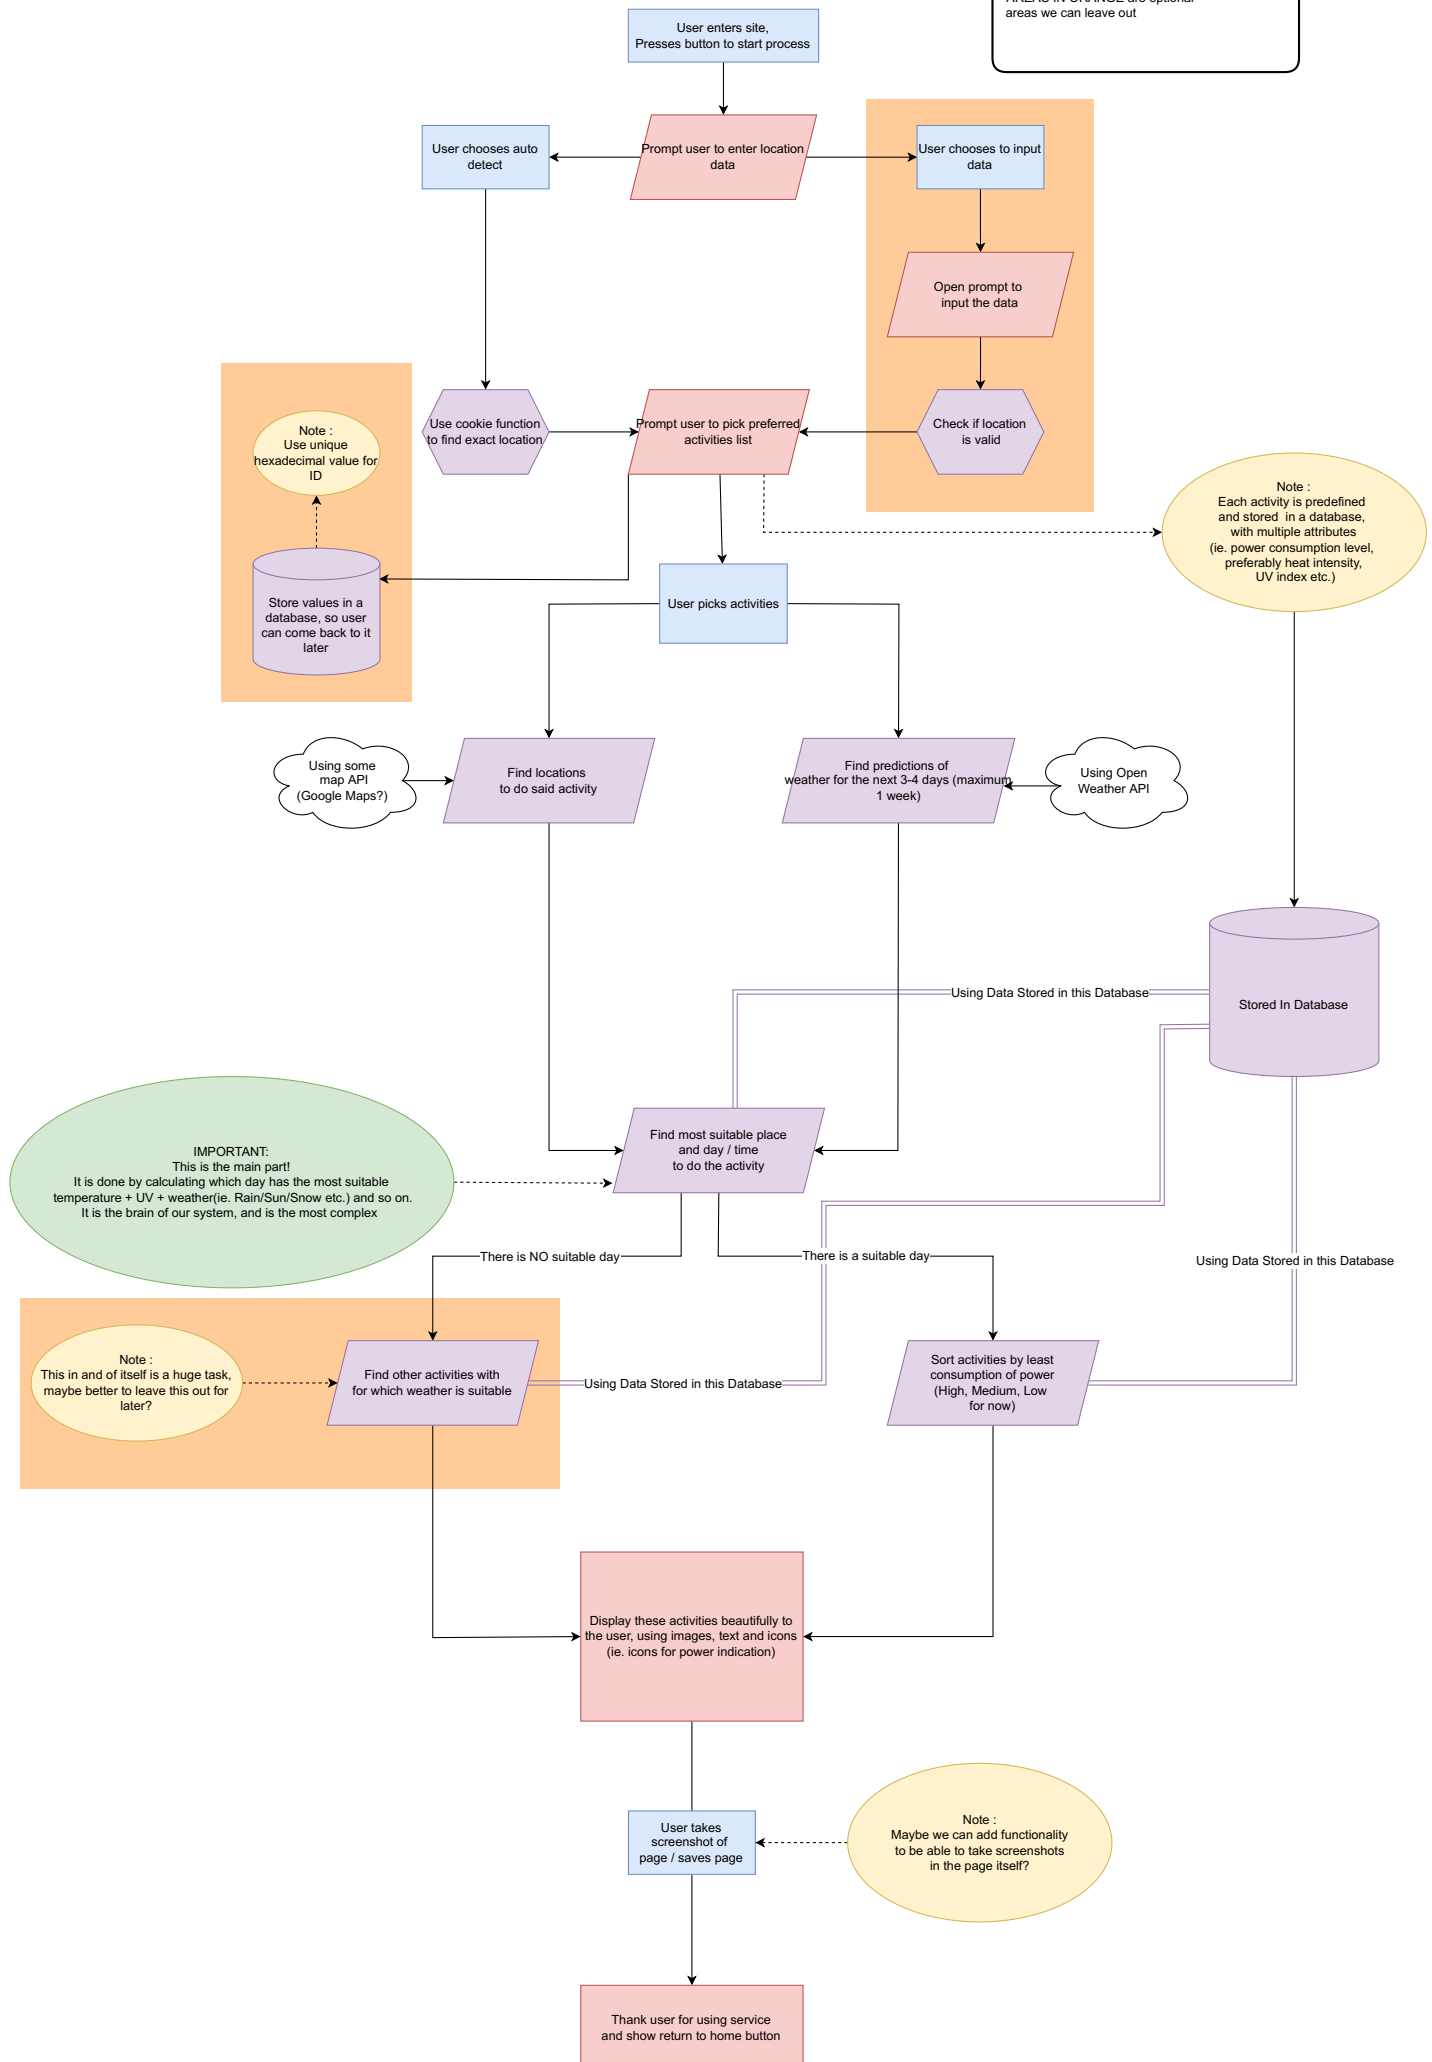 AREAS IN ORANGE are optional
areas we can leave out
User enters site,
Presses button to start process
User chooses auto
detect
Prompt user to enter location
data
User chooses to input
data
Open prompt to
input the data
Note :
Use unique
hexadecimal value for
ID
Use cookie function
to find exact location
Prompt user to pick preferred
activities list
Check if location
is valid
Note :
Each activity is predefined
and stored in a database,
with multiple attributes
(ie. power consumption level,
preferably heat intensity,
UV index etc.)
Store values in a
database, so user
can come back to it
later
User picks activities
Using some
map API
(Google Maps?)
Find locations
to do said activity
Find predictions of
weather for the next 3-4 days (maximum
1 week)
Using Open
Weather API
Using Data Stored in this Database
Stored In Database
IMPORTANT:
This is the main part!
It is done by calculating which day has the most suitable
temperature + UV + weather(ie. Rain/Sun/Snow etc.) and so on.
It is the brain of our system, and is the most complex
Find most suitable place
and day / time
to do the activity
There is NO suitable day
There is a suitable day
Using Data Stored in this Database
Note :
This in and of itself is a huge task,
maybe better to leave this out for
later?
Find other activities with
for which weather is suitable
Using Data Stored in this Database
Sort activities by least
consumption of power
(High, Medium, Low
for now)
Display these activities beautifully to
the user, using images, text and icons
(ie. icons for power indication)
User takes
screenshot of
page / saves page
Note :
Maybe we can add functionality
to be able to take screenshots
in the page itself?
Thank user for using service
and show return to home button